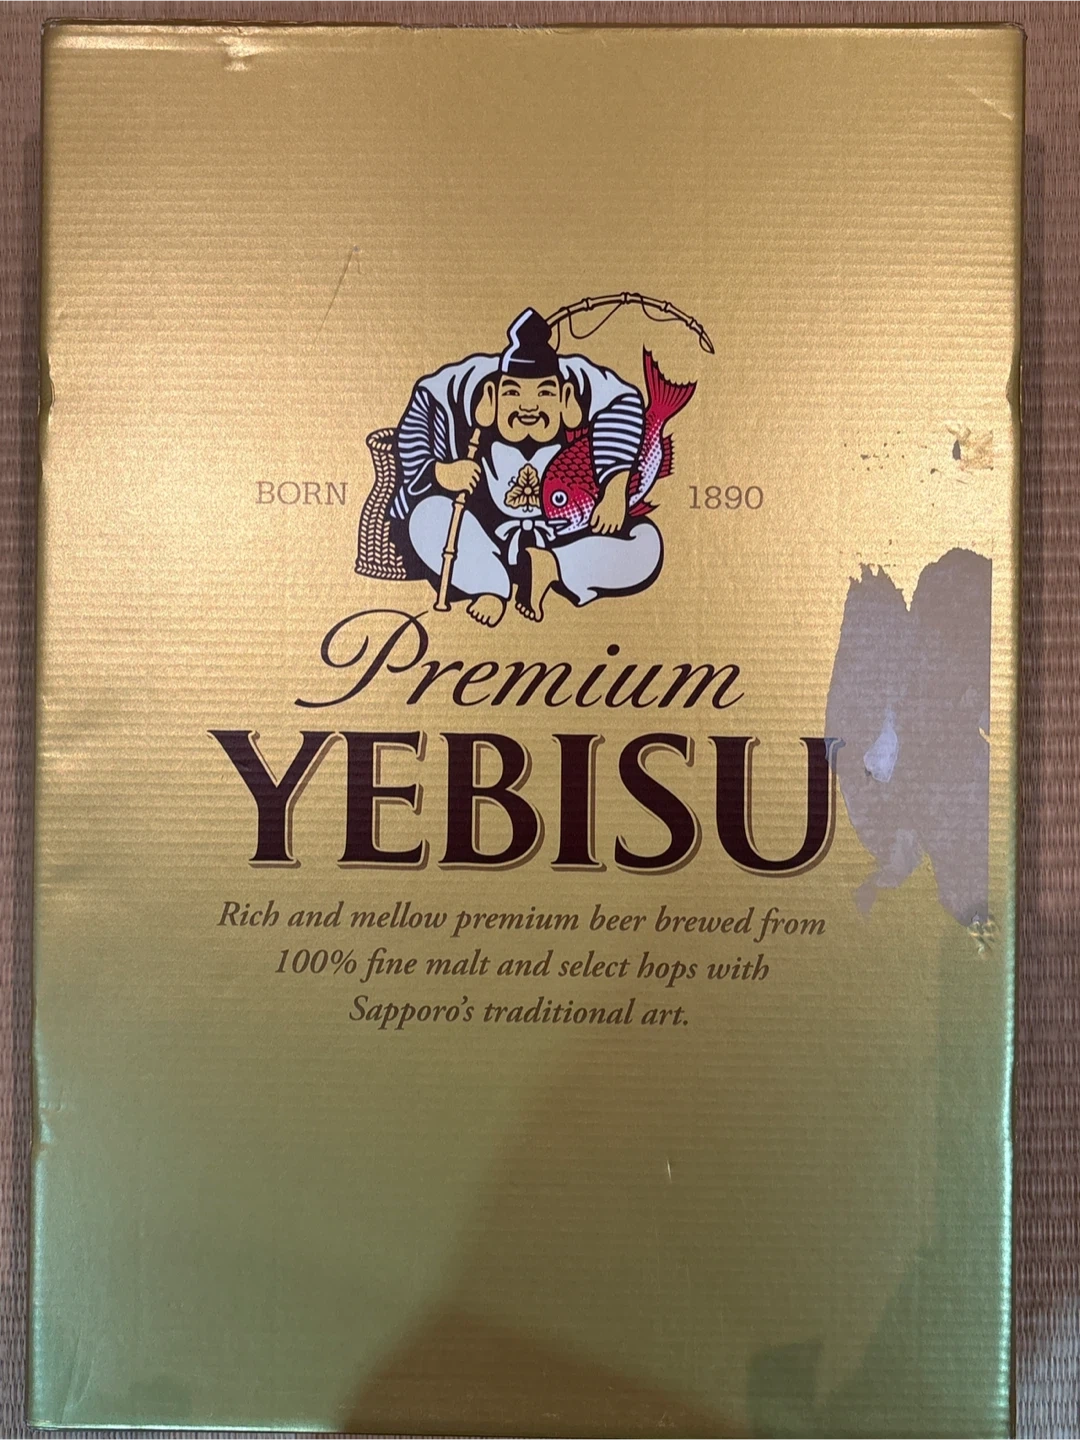 BORN 1890
Premium
YEBISU
Rich and mellow premium beer brewed from
100% fine malt and select hops with
Sapporo's traditional art.